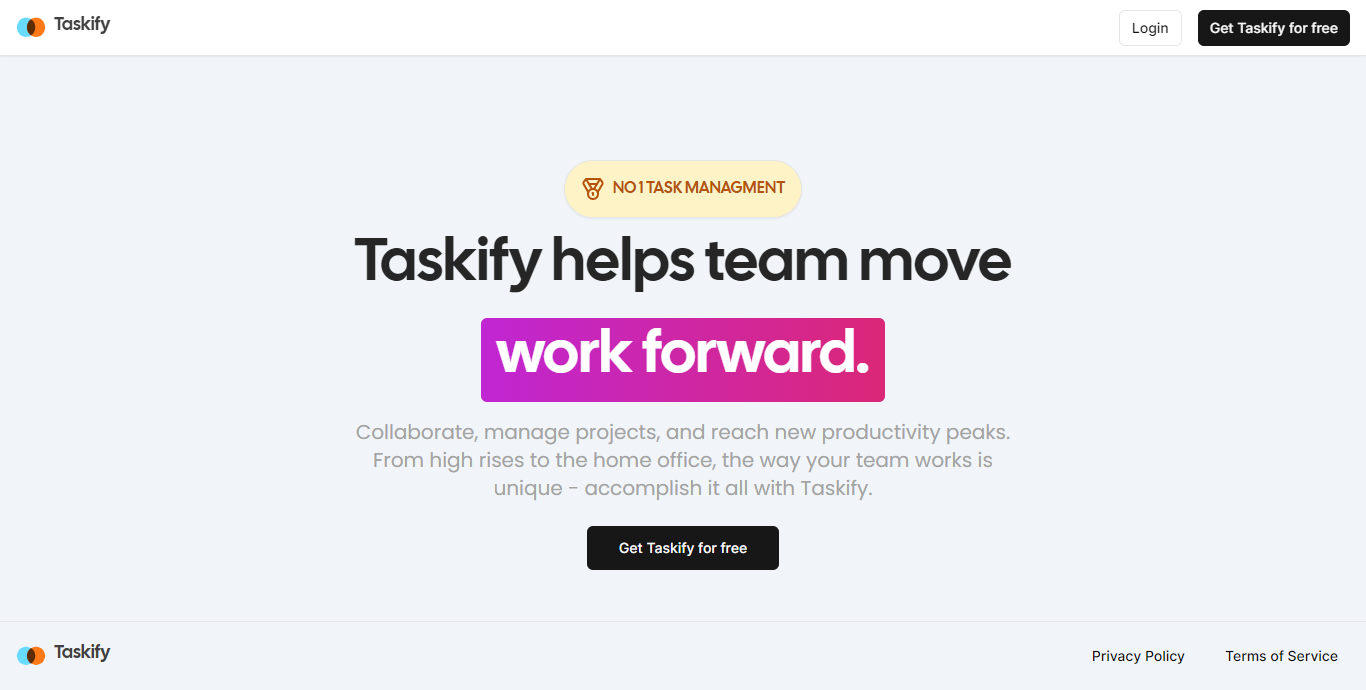 Taskify
Login
Get Taskify for free
NO 1 TASK MANAGMENT
Taskify helps team move
work forward.
Collaborate, manage projects, and reach new productivity peaks.
From high rises to the home office, the way your team works is
unique - accomplish it all with Taskify.
Get Taskify for free
Taskify
Privacy Policy
Terms of Service